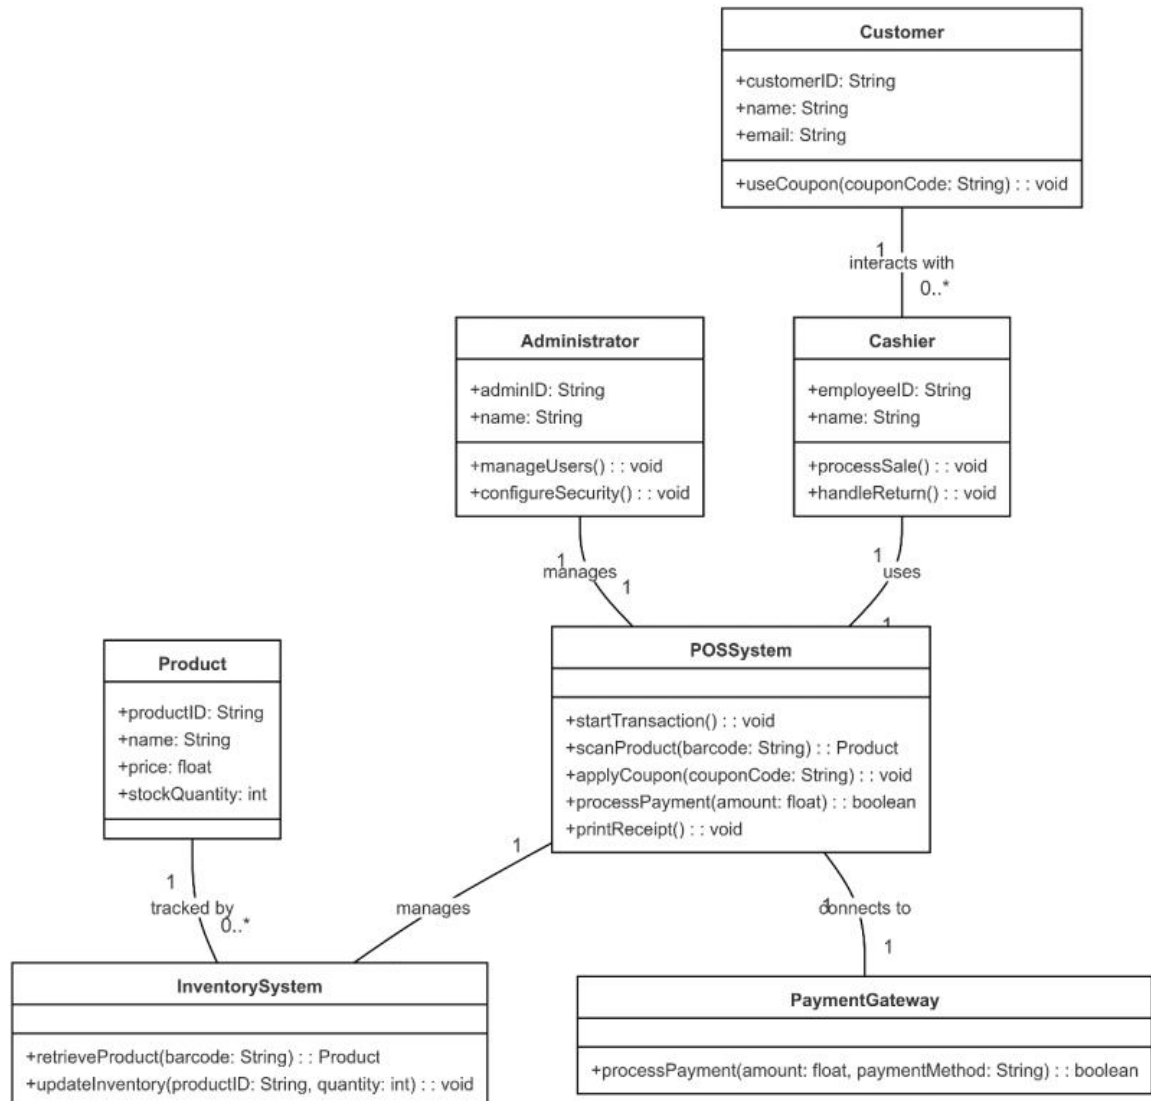 Customer
+customerID: String
+name: String
+email: String
+useCoupon(couponCode: String) : : void
1
interacts with
0..*
Administrator
+adminID: String
+name: String
+manageUsers() : : void
+configureSecurity() : : void
Cashier
+employeeID: String
+name: String
+processSale() : : void
+handleReturn() : : void
1
manages
1
1
uses
1
Product
+productID: String
+name: String
+price: float
+stockQuantity: int
POSSystem
+startTransaction() : : void
+scanProduct(barcode: String) : : Product
+applyCoupon(couponCode: String) : : void
+processPayment(amount: float) : : boolean
+printReceipt() : : void
1
tracked by
0..*
1
manages
1
connects to
1
InventorySystem
+retrieveProduct(barcode: String) : : Product
+updateInventory(productID: String, quantity: int) : : void
PaymentGateway
+processPayment(amount: float, paymentMethod: String) : : boolean